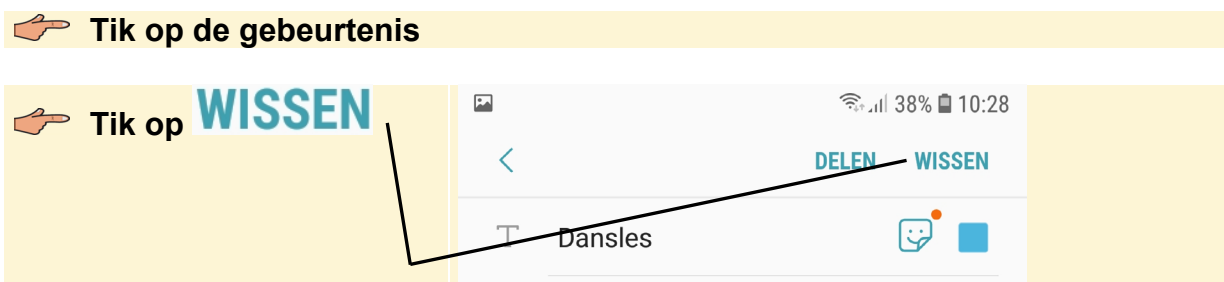 Tik op de gebeurtenis
Tik op WISSEN
38% 10:28
DELEN WISSEN
T Dansles